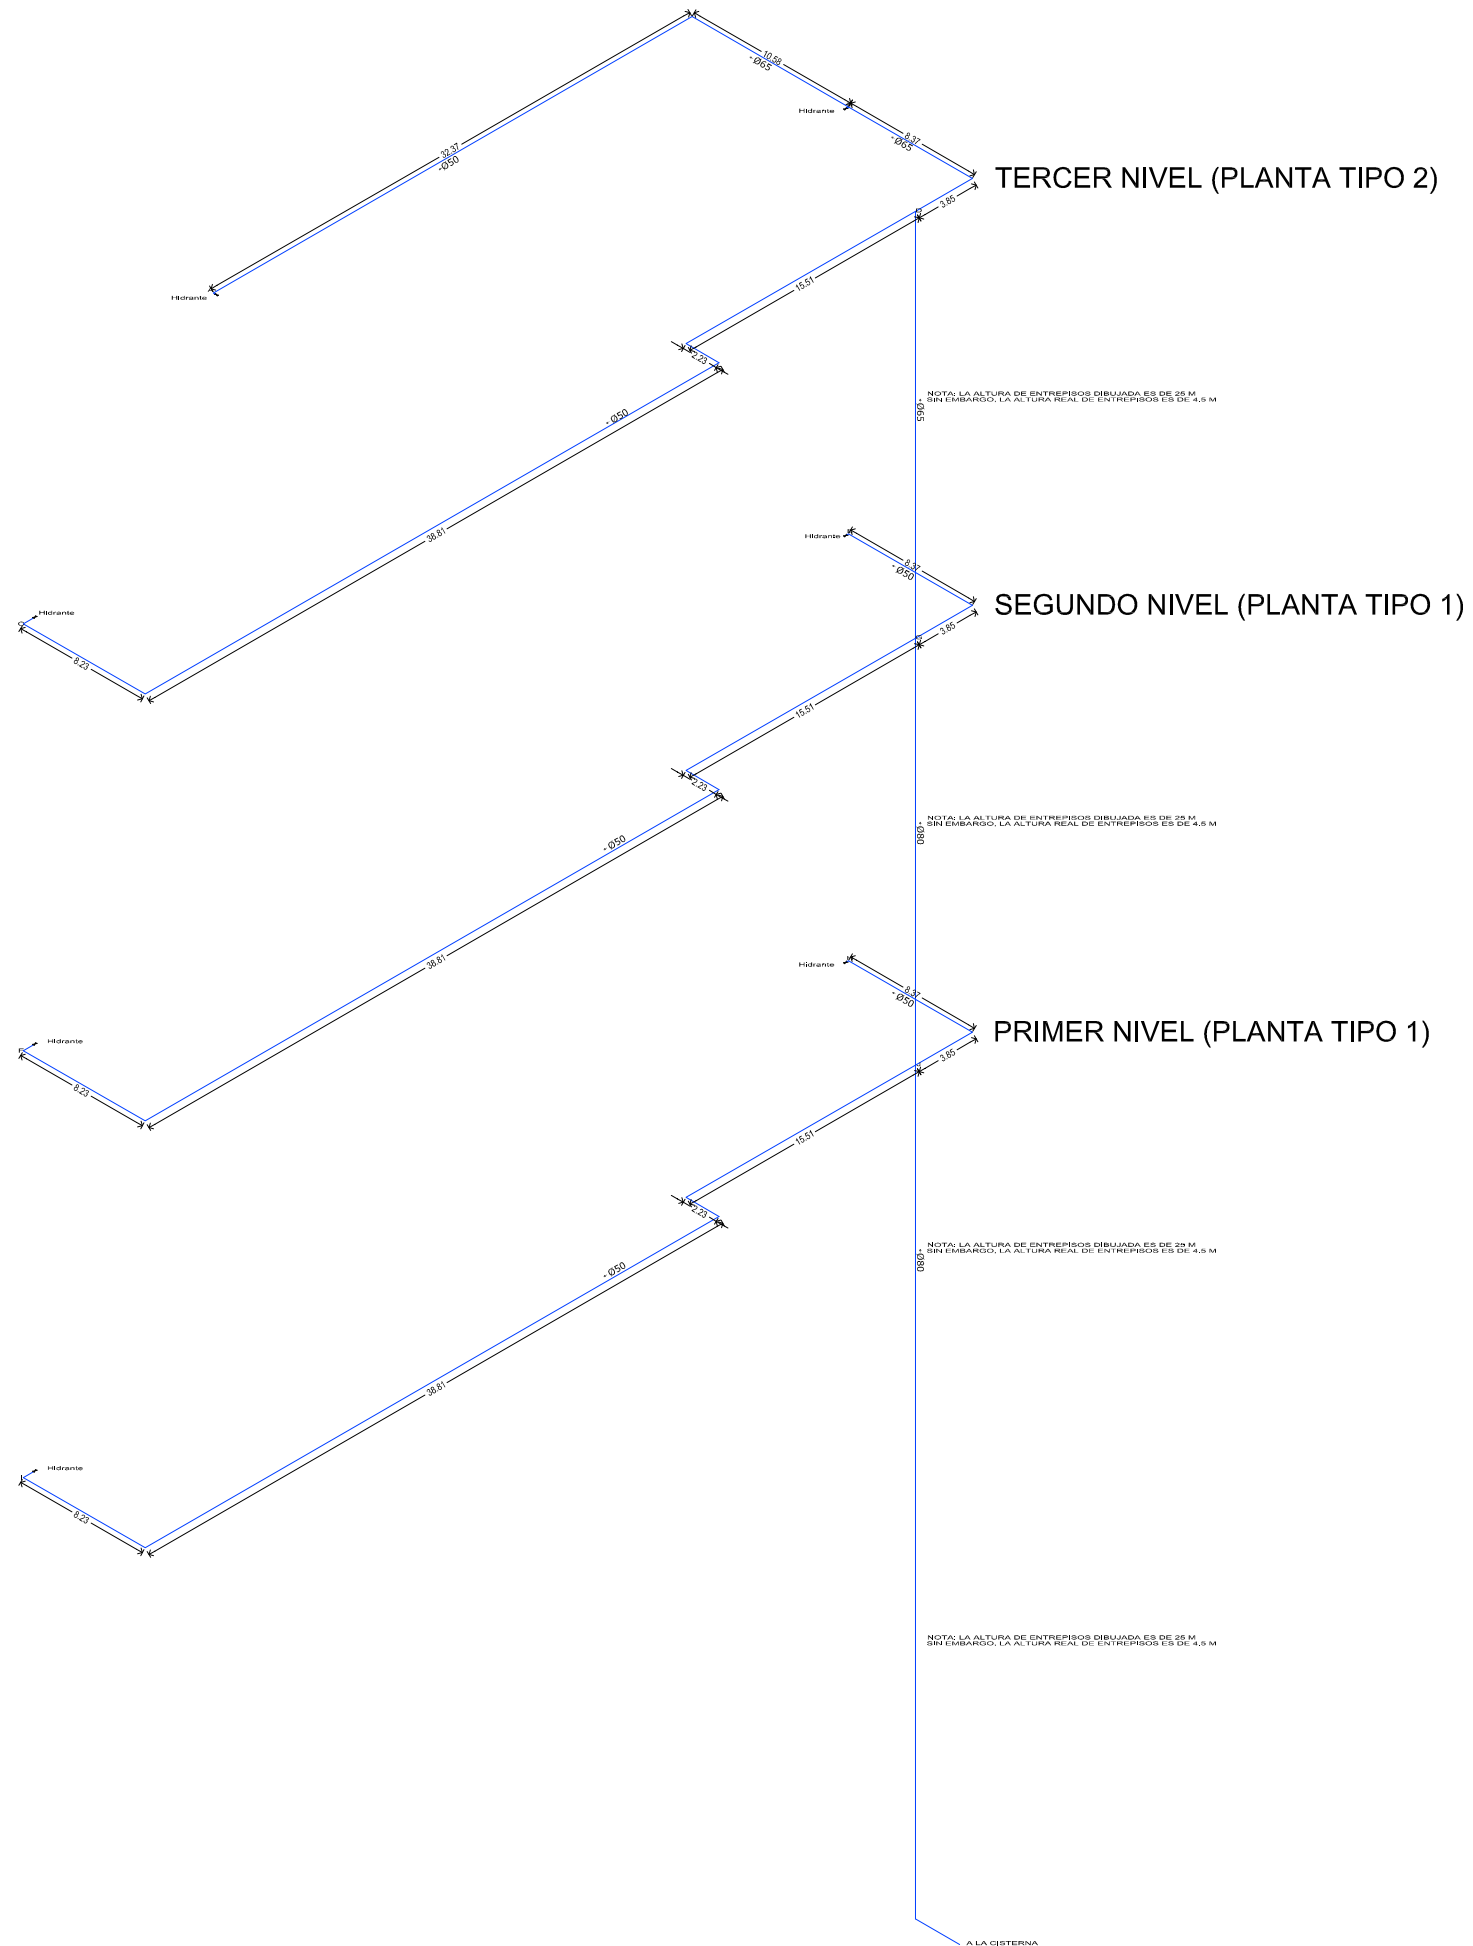 10.58
-Ø65
Hidrante
8.37
-Ø65
32.37
-Ø50
TERCER NIVEL (PLANTA TIPO 2)
3.85
Hidrante
15.51
2.23
NOTA: LA ALTURA DE ENTREPISOS DIBUJADA ES DE 25 M
SIN EMBARGO, LA ALTURA REAL DE ENTREPISOS ES DE 4.5 M
-Ø65
-Ø50
38.81
Hidrante
8.37
-Ø50
SEGUNDO NIVEL (PLANTA TIPO 1)
Hidrante
3.85
8.23
15.51
2.23
NOTA: LA ALTURA DE ENTREPISOS DIBUJADA ES DE 25 M
SIN EMBARGO, LA ALTURA REAL DE ENTREPISOS ES DE 4.5 M
-Ø80
-Ø50
38.81
Hidrante
8.37
-Ø50
PRIMER NIVEL (PLANTA TIPO 1)
Hidrante
3.85
8.23
15.51
2.23
NOTA: LA ALTURA DE ENTREPISOS DIBUJADA ES DE 25 M
SIN EMBARGO, LA ALTURA REAL DE ENTREPISOS ES DE 4.5 M
-Ø80
-Ø50
38.81
Hidrante
8.23
NOTA: LA ALTURA DE ENTREPISOS DIBUJADA ES DE 25 M
SIN EMBARGO, LA ALTURA REAL DE ENTREPISOS ES DE 4.5 M
A LA CISTERNA